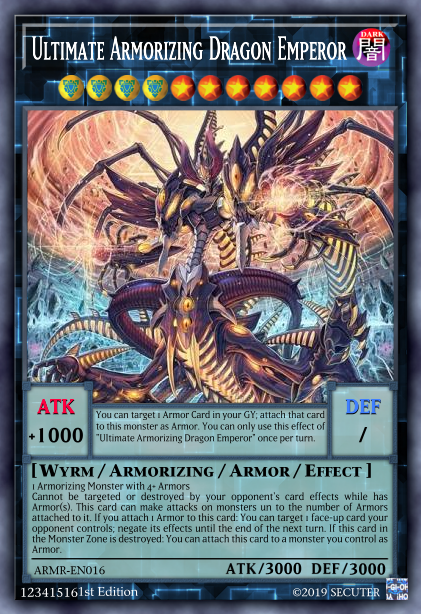 ULTIMATE ARMORIZING DRAGON EMPEROR
DARK
闇
ATK
+1000
You can target 1 Armor Card in your GY; attach that
card to this monster as Armor. You can only use this effect of
"Ultimate Armorizing Dragon Emperor" once per turn.
DEF
/
[ WYRM / ARMORIZING / ARMOR / EFFECT ]
1 Armorizing Monster with 4+ Armors
Cannot be targeted or destroyed by your opponent's card effects while has
Armor(s). This card can make attacks on monsters un to the number of Armors
attached to it. If you attach 1 Armor to this card: You can target 1 face-up card your
opponent controls; negate its effects until the end of the next turn. If this card in
the Monster Zone is destroyed: You can attach this card to a monster you control as
Armor.
ARMR-EN016
ATK/3000 DEF/3000
123415161st Edition
©2019 SECUTER